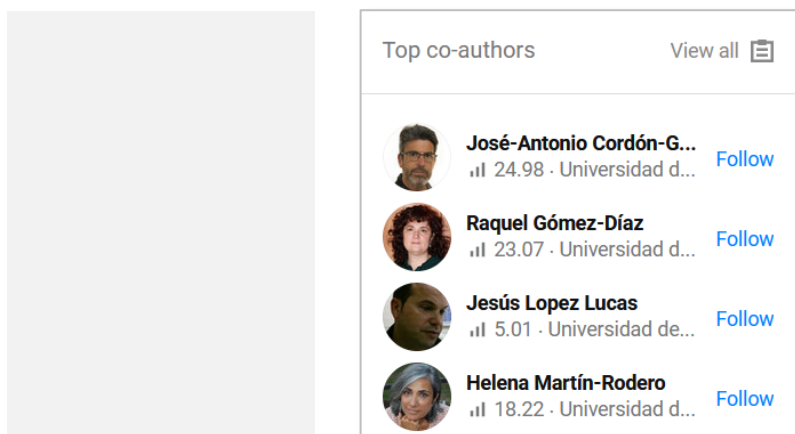 Top co-authors View all
José-Antonio Cordón-G... Follow
24.98 · Universidad d...
Raquel Gómez-Díaz Follow
23.07 · Universidad d...
Jesús Lopez Lucas Follow
5.01 · Universidad de...
Helena Martín-Rodero Follow
18.22 · Universidad d...